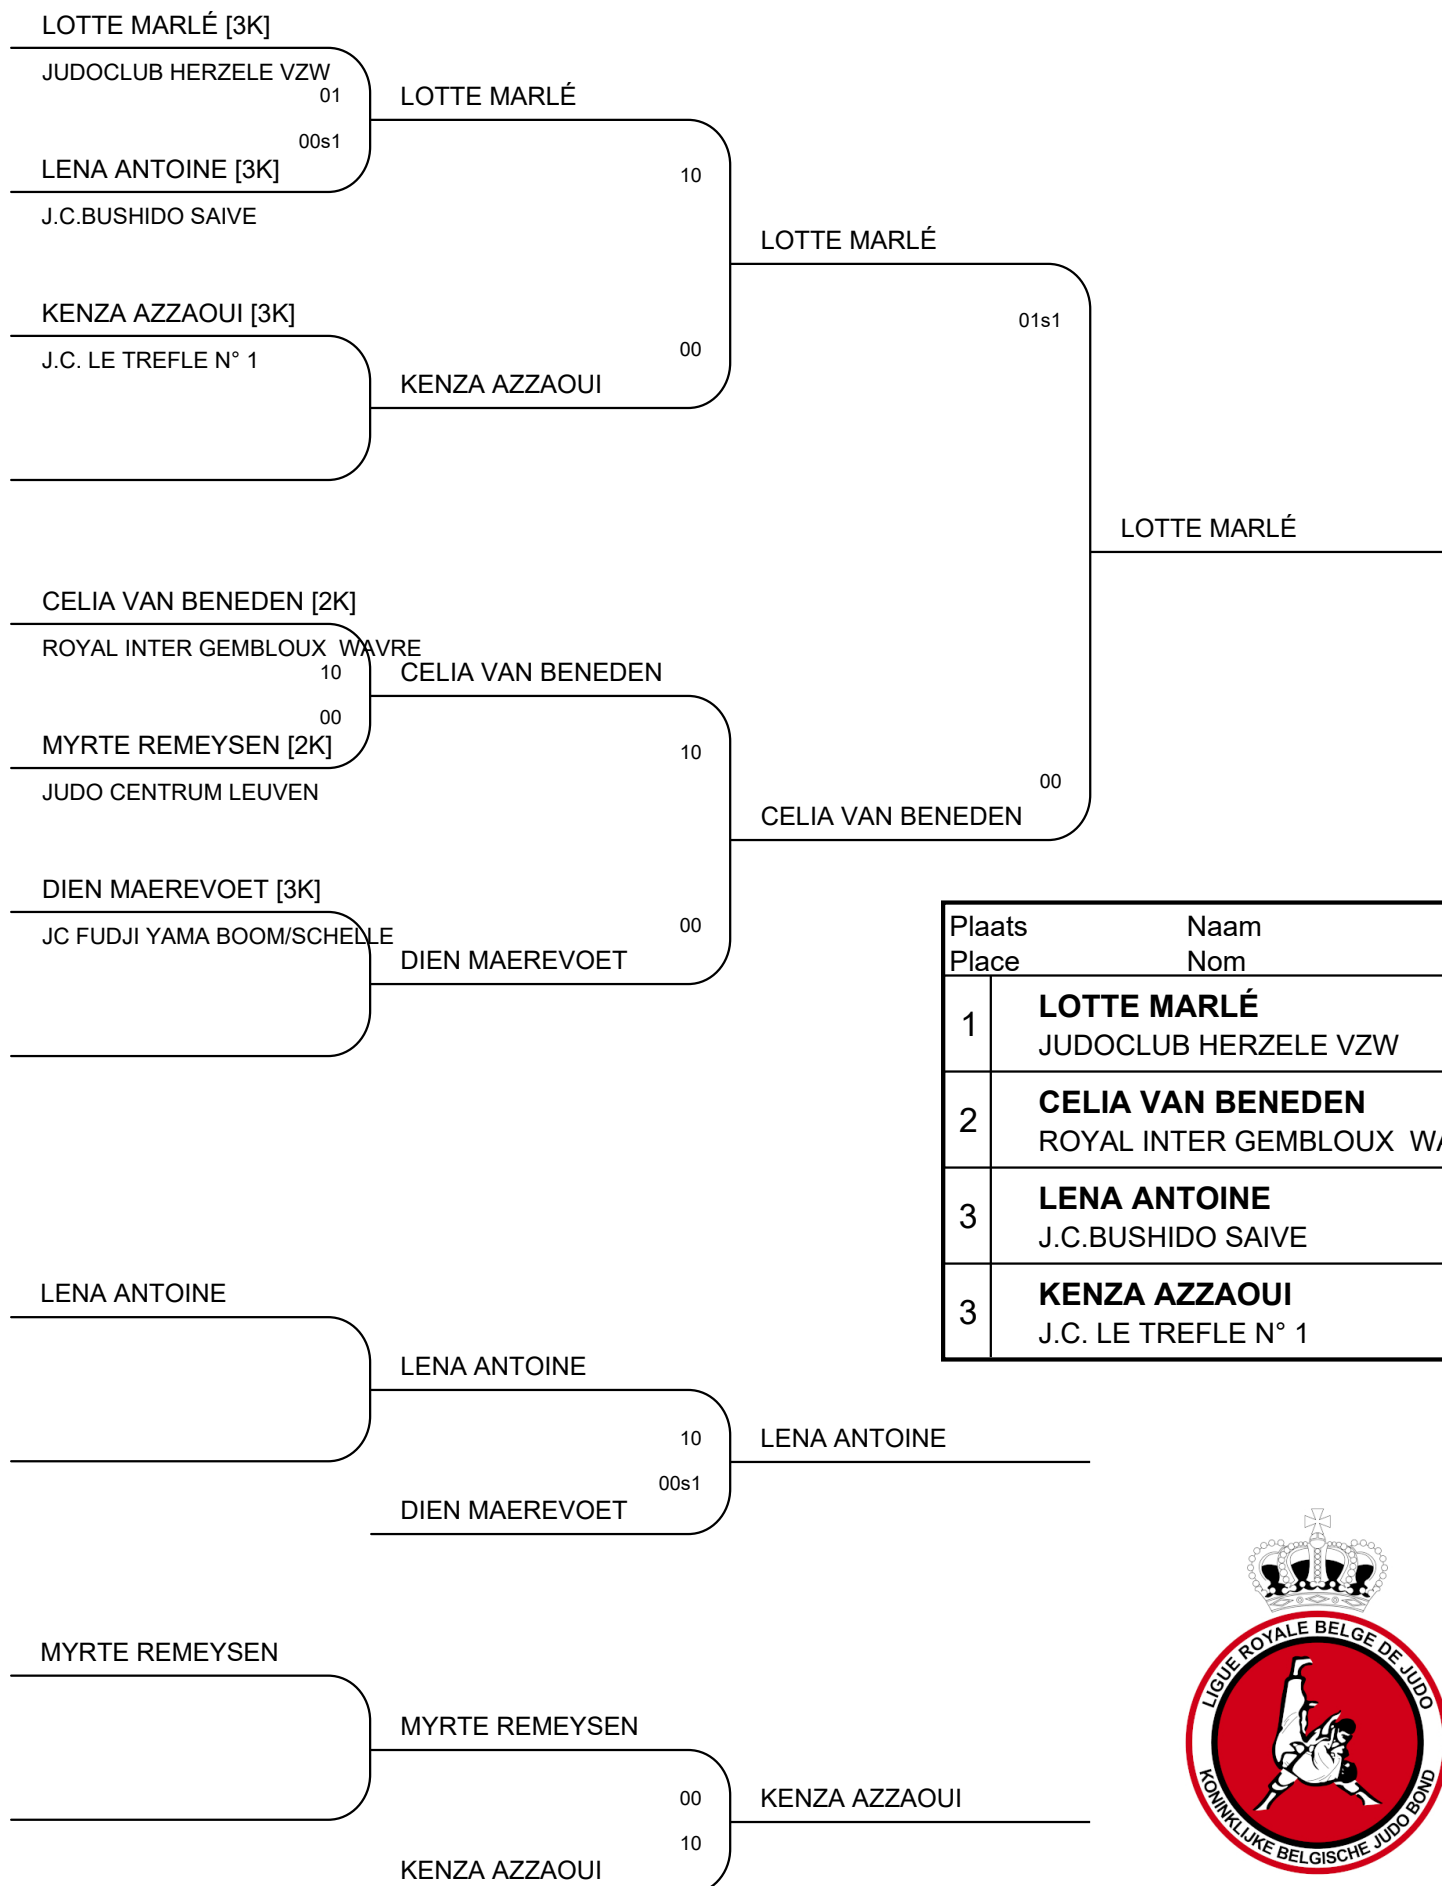 LOTTE MARLÉ [3K]
JUDOCLUB HERZELE VZW
01
LOTTE MARLÉ
00s1
LENA ANTOINE [3K]
10
J.C.BUSHIDO SAIVE
LOTTE MARLÉ
KENZA AZZAOUI [3K]
01s1
J.C. LE TREFLE N° 1
00
KENZA AZZAOUI
LOTTE MARLÉ
CELIA VAN BENEDEN [2K]
ROYAL INTER GEMBLOUX  WAVRE
10
CELIA VAN BENEDEN
00
MYRTE REMEYSEN [2K]
10
JUDO CENTRUM LEUVEN
00
CELIA VAN BENEDEN
DIEN MAEREVOET [3K]
JC FUDJI YAMA BOOM/SCHELLE
00
DIEN MAEREVOET
Plaats Naam
Place Nom
1 LOTTE MARLÉ
JUDOCLUB HERZELE VZW
2 CELIA VAN BENEDEN
ROYAL INTER GEMBLOUX  WA
3 LENA ANTOINE
J.C.BUSHIDO SAIVE
3 KENZA AZZAOUI
J.C. LE TREFLE N° 1
LENA ANTOINE
LENA ANTOINE
10
LENA ANTOINE
00s1
DIEN MAEREVOET
MYRTE REMEYSEN
MYRTE REMEYSEN
00
KENZA AZZAOUI
10
KENZA AZZAOUI
LIGUE ROYALE BELGE DE JUDO
KONINKLIJKE BELGISCHE JUDO BOND